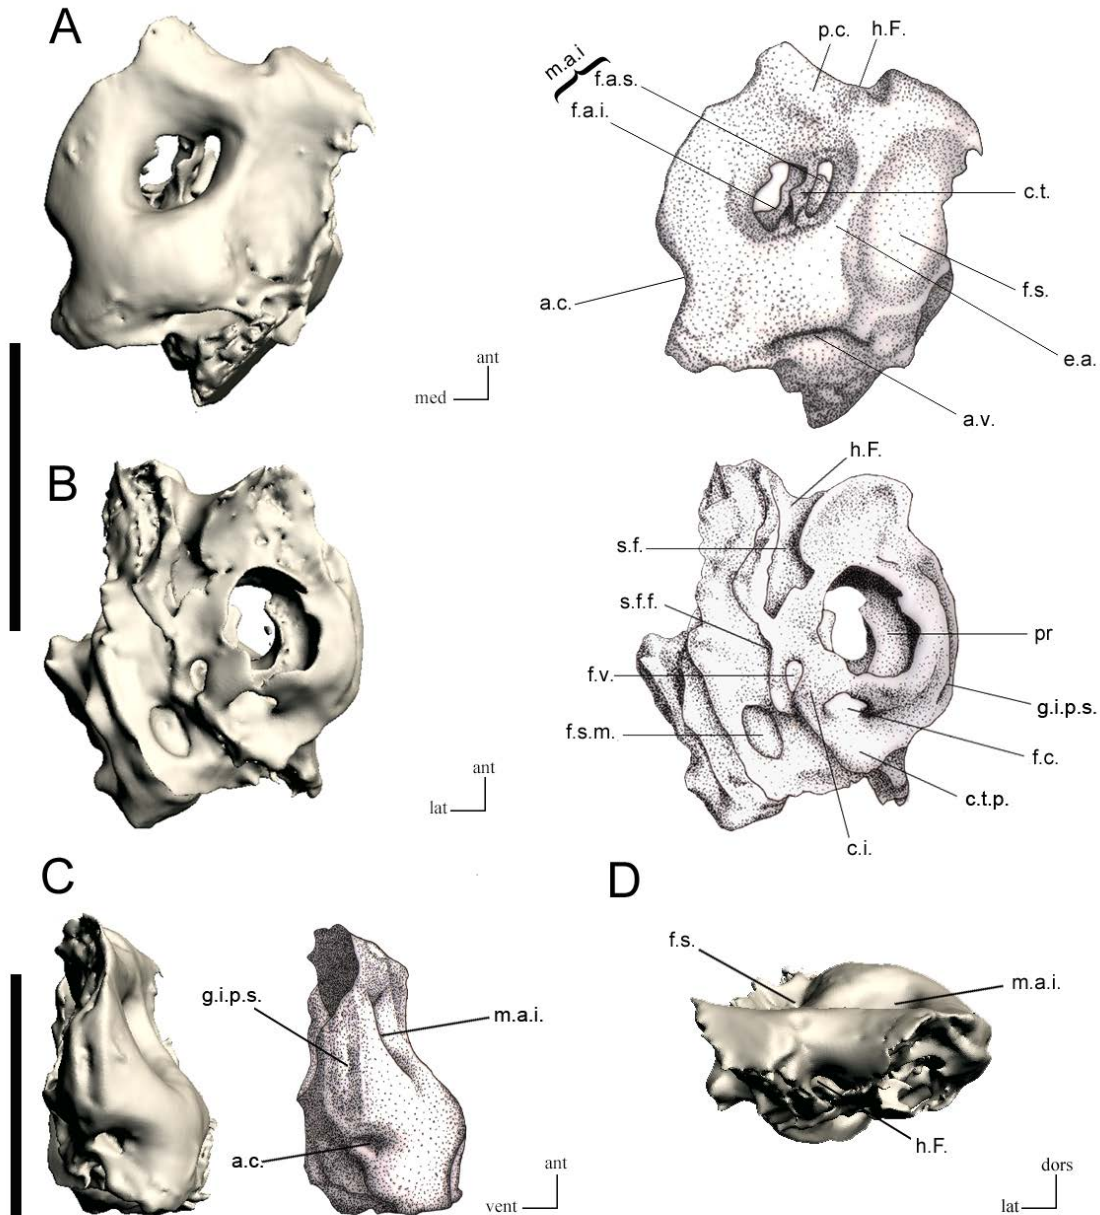 A
p.c.
h.F.
m.a.i
f.a.s.
f.a.i.
c.t.
f.s.
a.c.
e.a.
a.v.
ant
med
B
h.F.
s.f.
s.f.f.
pr
f.v.
g.i.p.s.
f.s.m.
f.c.
c.t.p.
c.i.
ant
lat
C
D
f.s.
g.i.p.s.
m.a.i.
m.a.i.
a.c.
h.F.
ant
vent
dors
lat